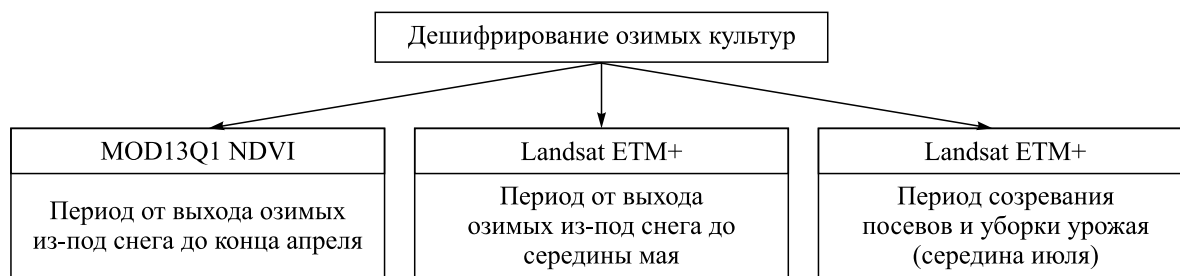 Дешифрирование озимых культур
MOD13Q1 NDVI
Период от выхода озимых
из-под снега до конца апреля
Landsat ETM+
Период от выхода
озимых из-под снега до
середины мая
Landsat ETM+
Период созревания
посевов и уборки урожая
(середина июля)